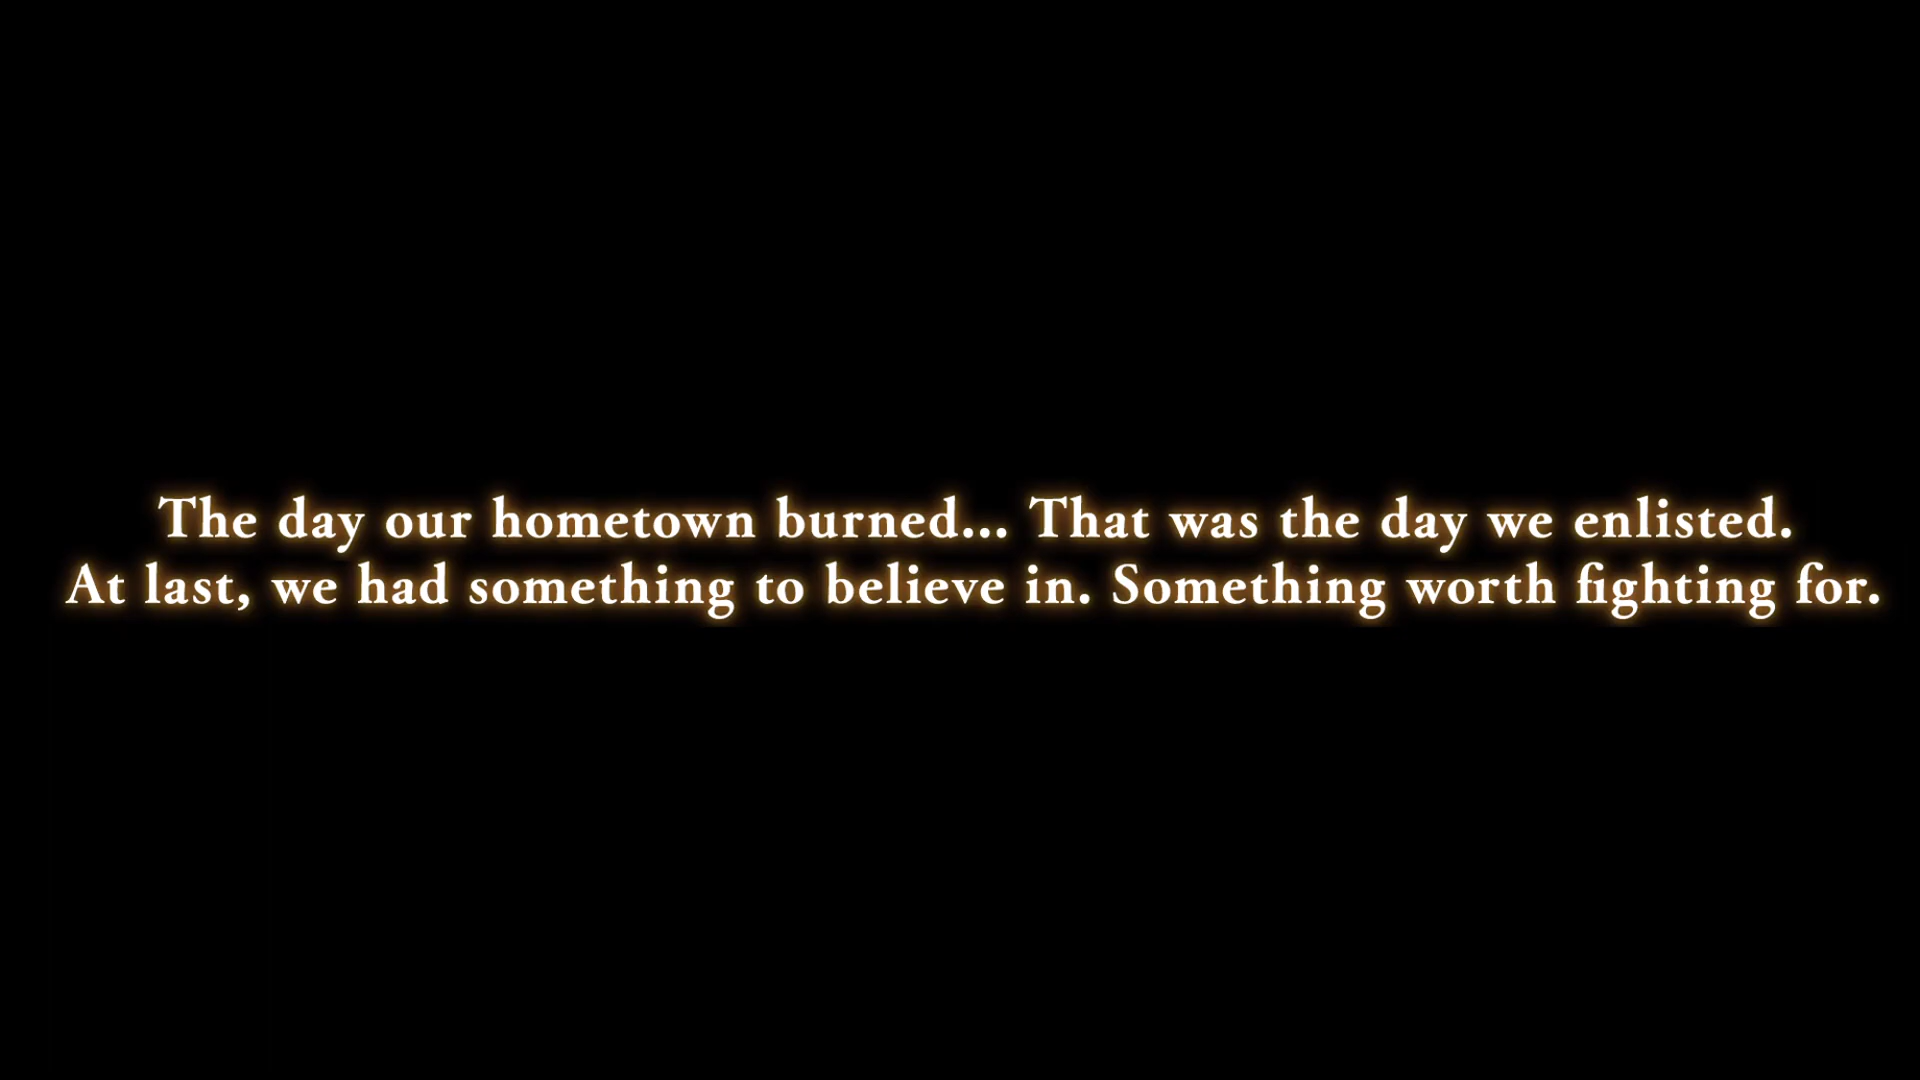 The day our hometown burned... That was the day we enlisted.
At last, we had something to believe in. Something worth fighting for.